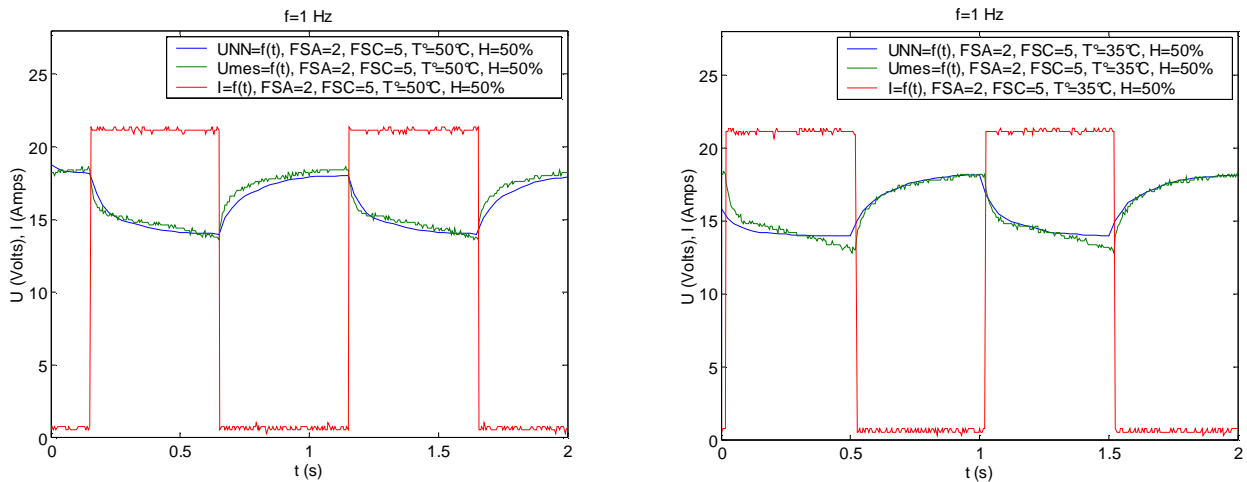 f=1 Hz
UNN=f(t), FSA=2, FSC=5, T°=50°C, H=50%
Umes=f(t), FSA=2, FSC=5, T°=50°C, H=50%
I=f(t), FSA=2, FSC=5, T°=50°C, H=50%
U (Volts), I (Amps)
25
20
15
10
5
0
0
0.5
1
1.5
2
t (s)
f=1 Hz
UNN=f(t), FSA=2, FSC=5, T°=35°C, H=50%
Umes=f(t), FSA=2, FSC=5, T°=35°C, H=50%
I=f(t), FSA=2, FSC=5, T°=35°C, H=50%
U (Volts), I (Amps)
25
20
15
10
5
0
0
0.5
1
1.5
2
t (s)